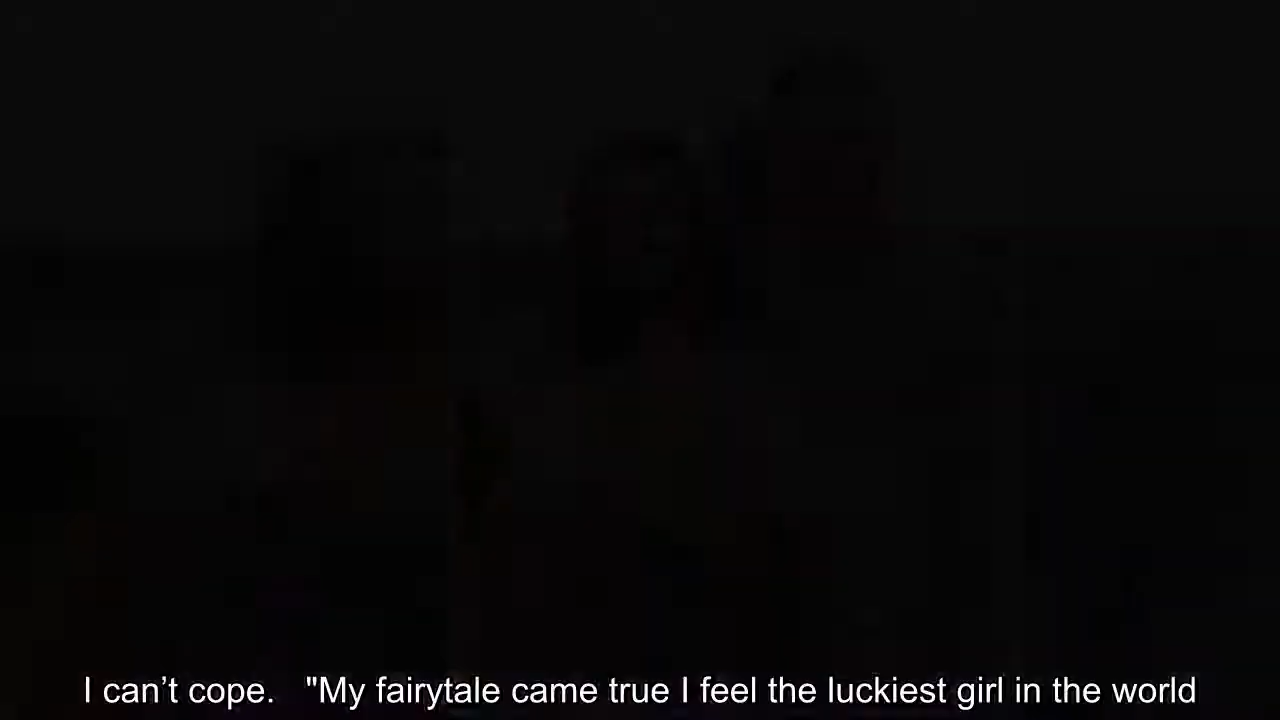 I can’t cope.   "My fairytale came true I feel the luckiest girl in the world